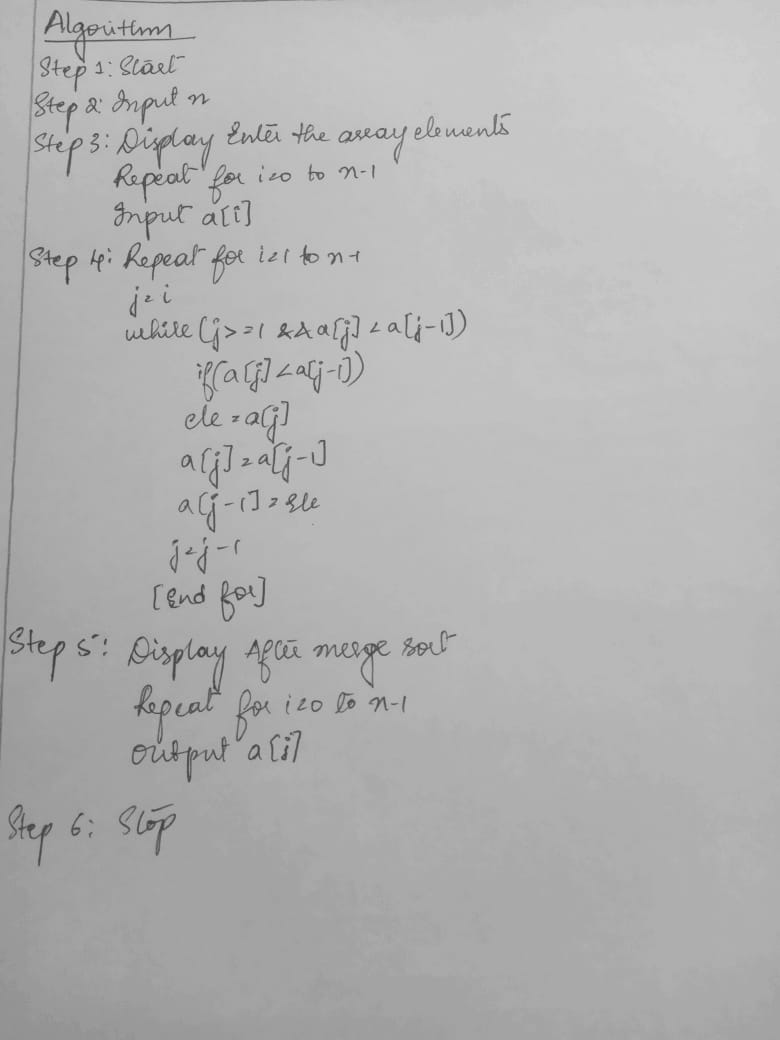 Algorithm
Step 1: Start
Step 2: Input n
Step 3: Display Enter the array elements
Repeat for i=0 to n-1
Input a[i]
Step 4: Repeat for i=1 to n-1
j=i
while (j>=1 && a[j] < a[j-1])
if(a[j] < a[j-1])
ele = a[j]
a[j] = a[j-1]
a[j-1] = ele
j=j-1
[End for]
Step 5: Display After merge sort
Repeat for i=0 to n-1
output a[i]
Step 6: Stop